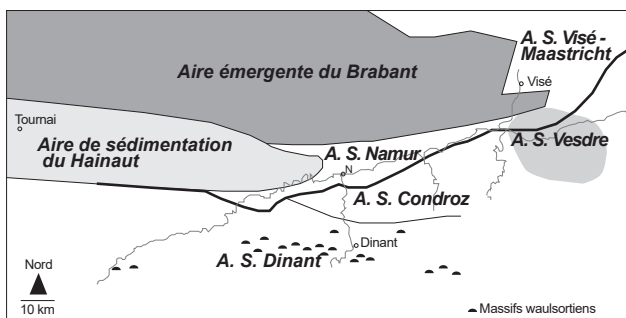 A. S. Visé -
Maastricht
Aire émergente du Brabant
Visé
Tournai
Aire de sédimentation
du Hainaut
A. S. Namur
A. S. Vesdre
N
A. S. Condroz
Dinant
A. S. Dinant
Nord
10 km
Massifs waulsortiens